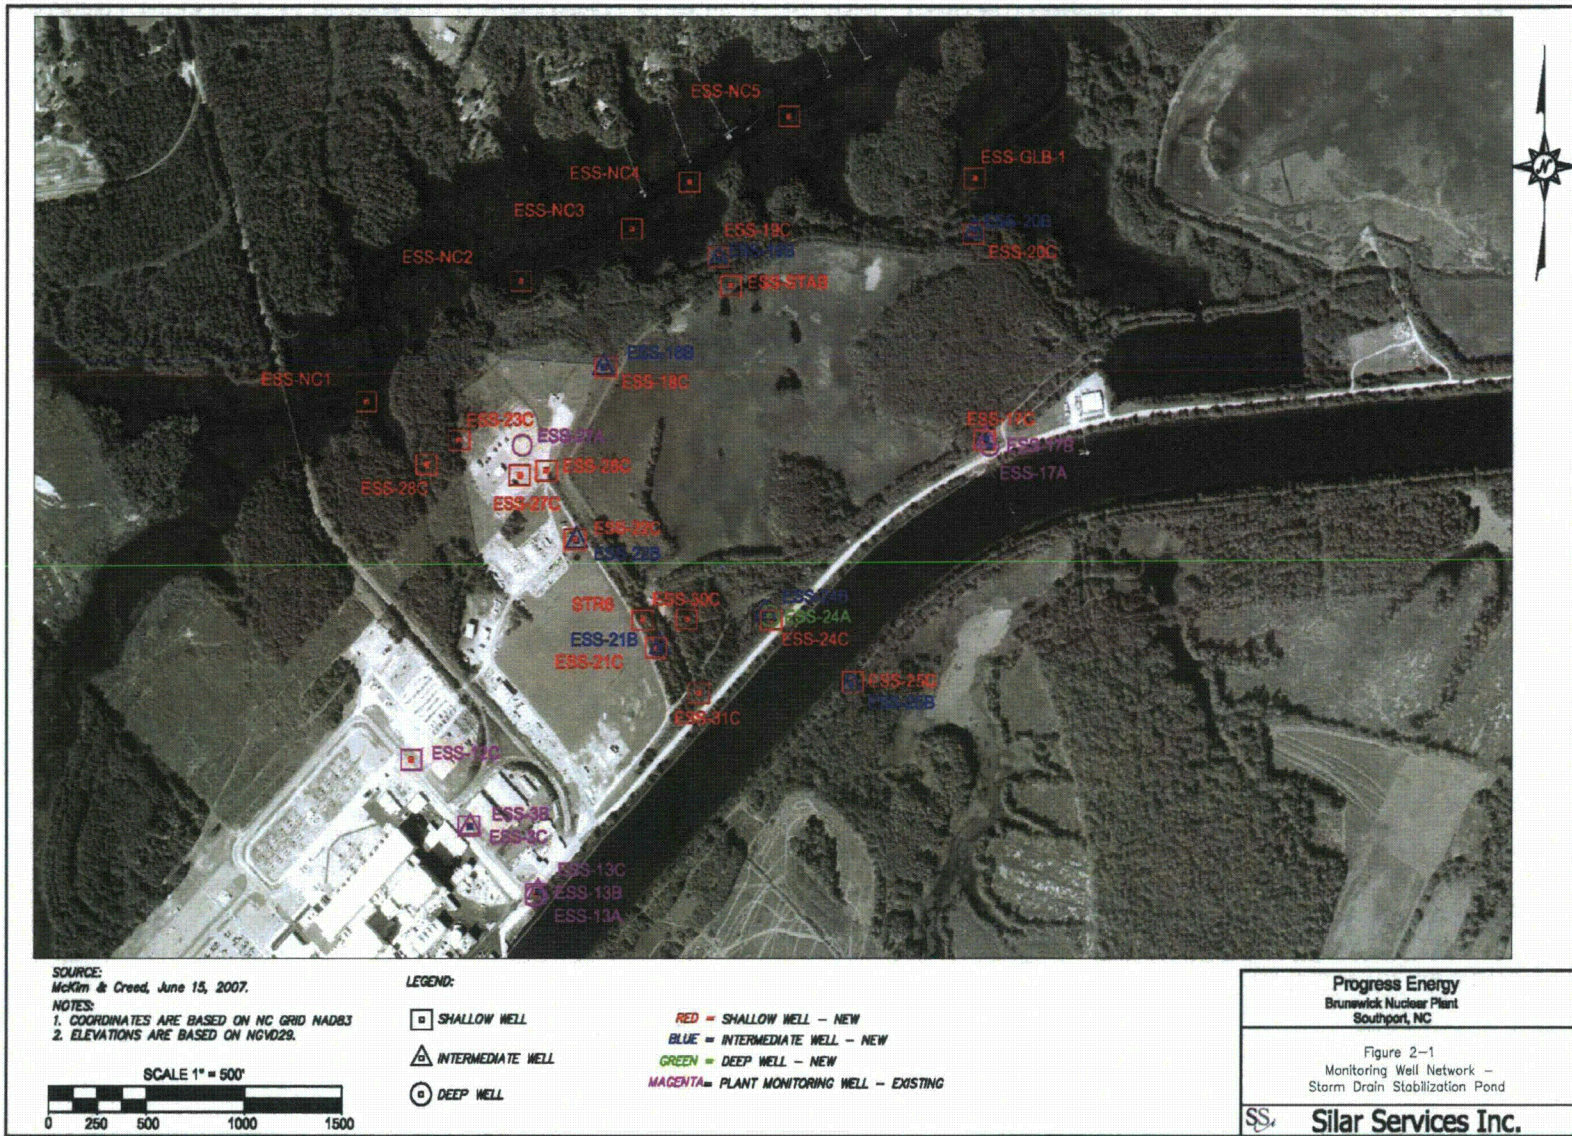 ESS-NC5
ESS-NC4
ESS-GLB-1
ESS-NC3
ESS-20B
ESS-19C
ESS-19B
ESS-20C
ESS-NC2
ESS-STAB
ESS-18B
ESS-NC1
ESS-18C
ESS-23C
ESS-27A
ESS-17B
ESS-28C
ESS-17A
ESS-27C
ESS-22B
STR8
ESS-30C
ESS-24B
ESS-24A
ESS-21B
ESS-24C
ESS-21C
ESS-25C
ESS-31C
ESS-12C
ESS-3B
ESS-3C
ESS-13C
ESS-13B
ESS-13A
N
SOURCE:
McKim & Creed, June 15, 2007.
NOTES:
1. COORDINATES ARE BASED ON NC GRID NAD83
2. ELEVATIONS ARE BASED ON NGVD29.
SCALE 1" = 500'
0 250 500 1000 1500
LEGEND:
SHALLOW WELL
INTERMEDIATE WELL
DEEP WELL
RED = SHALLOW WELL - NEW
BLUE = INTERMEDIATE WELL - NEW
GREEN = DEEP WELL - NEW
MAGENTA = PLANT MONITORING WELL - EXISTING
Progress Energy
Brunswick Nuclear Plant
Southport, NC
Figure 2-1
Monitoring Well Network -
Storm Drain Stabilization Pond
SS
Silar Services Inc.